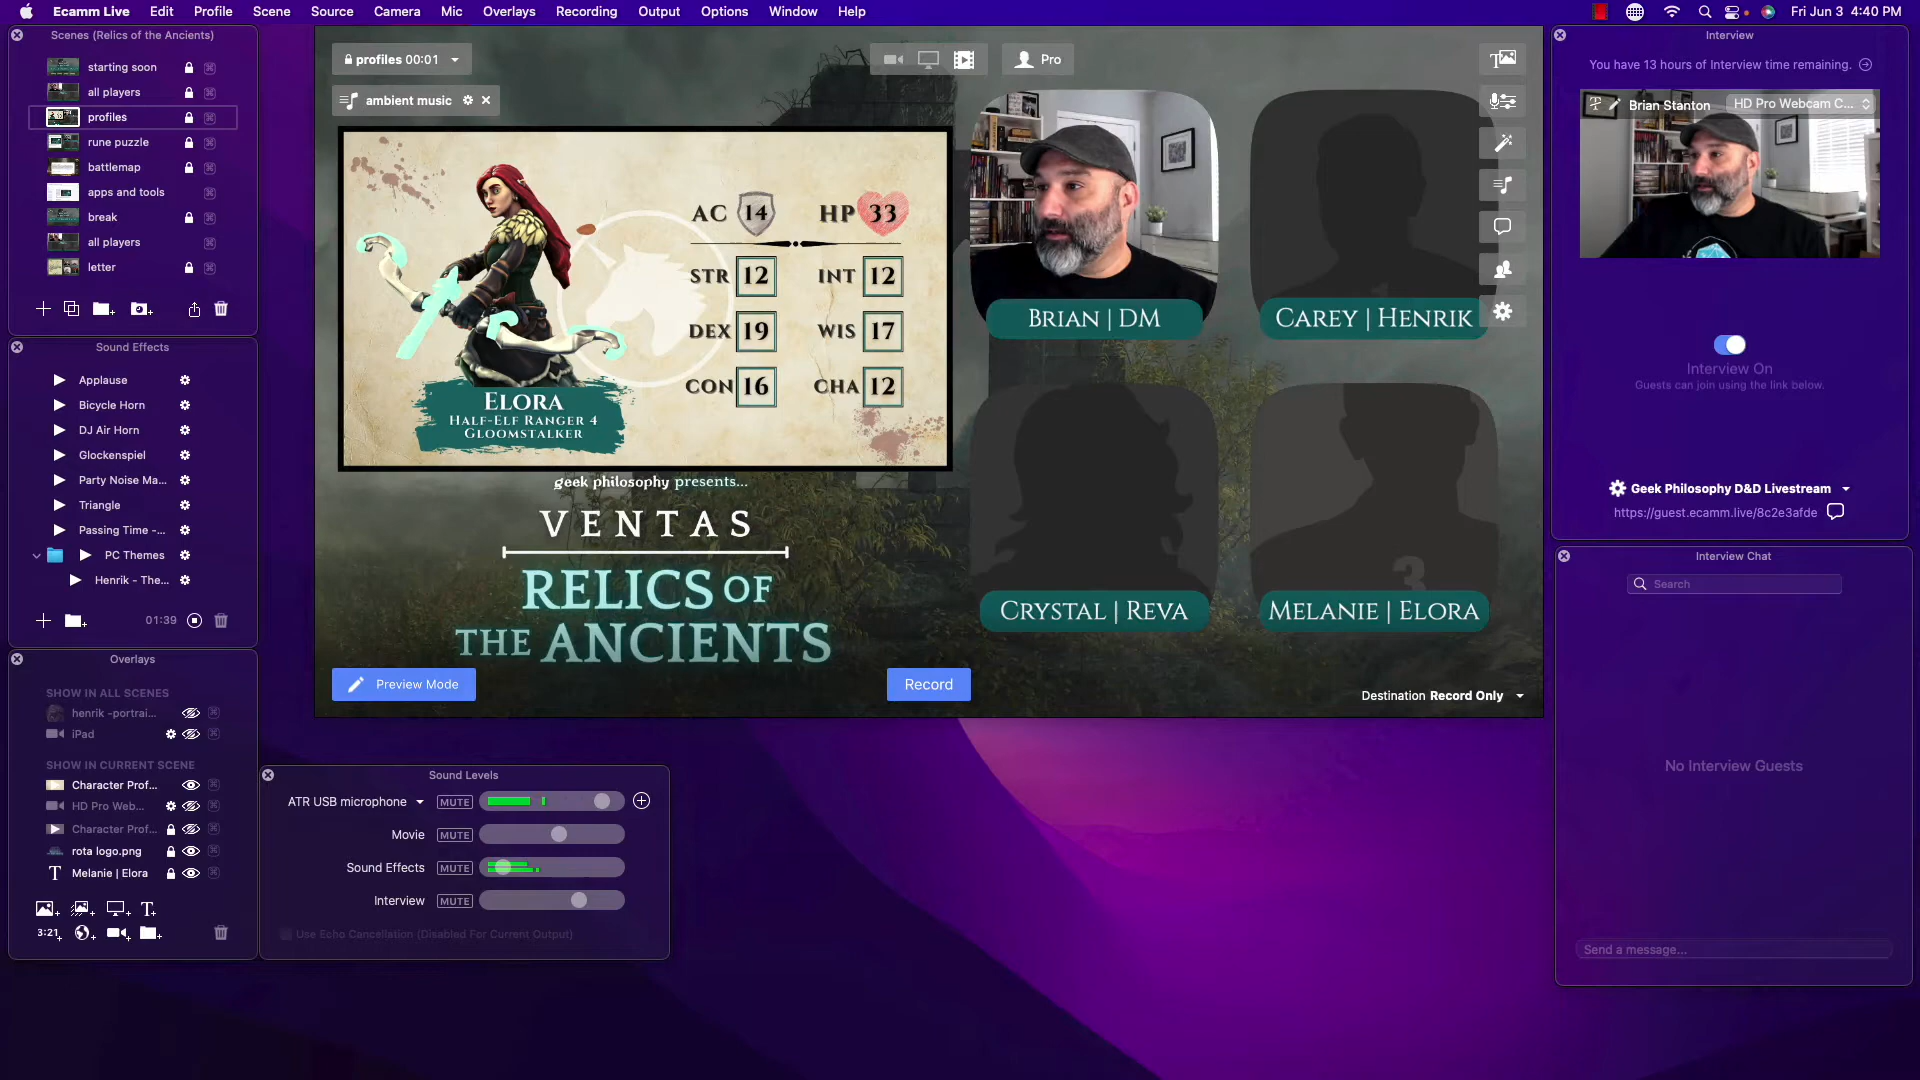 Ecamm Live Edit Profile Scene Source Camera Mic Overlays Recording Output Options Window Help
Fri Jun 3 4:40 PM
Scenes (Relics of the Ancients)
starting soon
all players
profiles
rune puzzle
battlemap
apps and tools
break
all players
letter
Sound Effects
Applause
Bicycle Horn
DJ Air Horn
Glockenspiel
Party Noise Ma...
Triangle
Passing Time -...
PC Themes
Henrik - The...
01:39
Overlays
SHOW IN ALL SCENES
henrik -portrai...
iPad
SHOW IN CURRENT SCENE
Character Prof...
HD Pro Web...
Character Prof...
rota logo.png
T Melanie | Elora
T
3:21
profiles 00:01
Pro
T
ambient music
AC 14 HP 33
STR 12 INT 12
DEX 19 WIS 17
CON 16 CHA 12
ELORA
HALF-ELF RANGER 4
GLOOMSTALKER
geek philosophy presents...
VENTAS
RELICS OF
THE ANCIENTS
BRIAN | DM
CAREY | HENRIK
3
CRYSTAL | REVA
MELANIE | ELORA
Preview Mode
Record
Destination Record Only
Sound Levels
ATR USB microphone MUTE
Movie MUTE
Sound Effects MUTE
Interview MUTE
Use Echo Cancellation (Disabled For Current Output)
Interview
You have 13 hours of Interview time remaining.
T Brian Stanton HD Pro Webcam C...
Interview On
Guests can join using the link below.
Geek Philosophy D&D Livestream
https://guest.ecamm.live/8c2e3afde
Interview Chat
Search
No Interview Guests
Send a message...